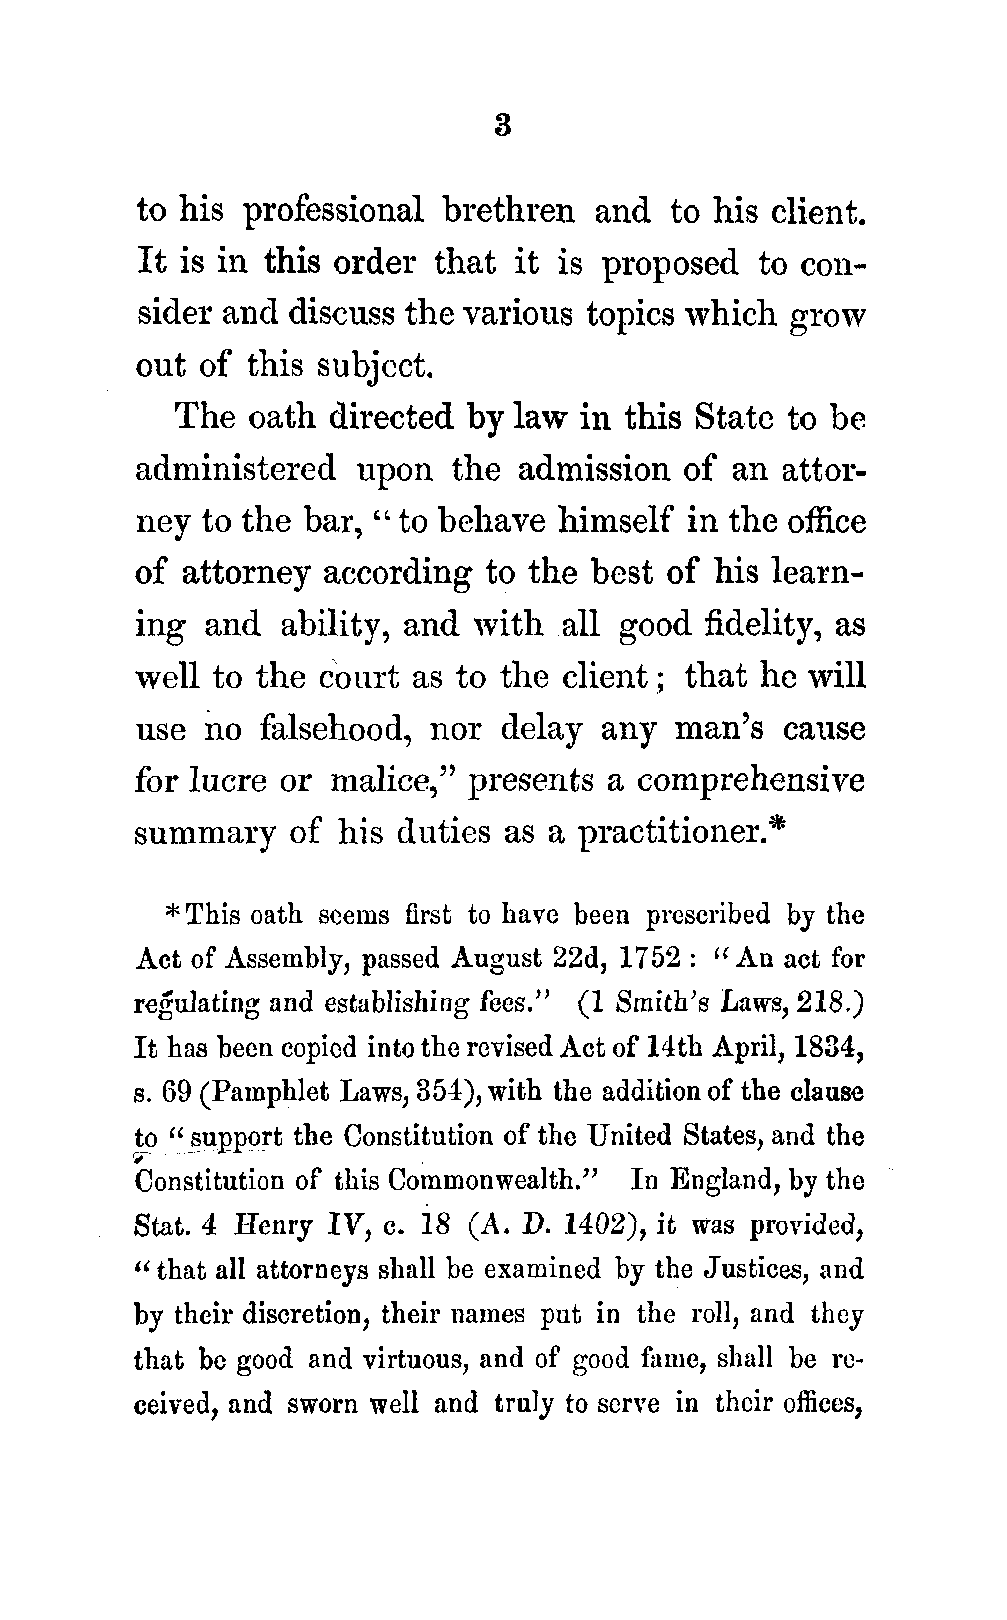 3
to his professional brethren and to his client.
It is in this order that it is proposed to con-
sider and discuss the various topics which grow
out of this subject.
The oath directed by law in this State to be
administered upon the admission of an attor-
ney to the bar, “to behave himself in the office
of attorney according to the best of his learn-
ing and ability, and with all good fidelity, as
well to the court as to the client; that he will
use no falsehood, nor delay any man’s cause
for lucre or malice,” presents a comprehensive
summary of his duties as a practitioner.*
*This oath seems first to have been prescribed by the
Act of Assembly, passed August 22d, 1752: “An act for
regulating and establishing fees.” (1 Smith’s Laws, 218.)
It has been copied into the revised Act of 14th April, 1834,
s. 69 (Pamphlet Laws, 354), with the addition of the clause
to “support the Constitution of the United States, and the
Constitution of this Commonwealth.” In England, by the
Stat. 4 Henry IV, c. 18 (A. D. 1402), it was provided,
“that all attorneys shall be examined by the Justices, and
by their discretion, their names put in the roll, and they
that be good and virtuous, and of good fame, shall be re-
ceived, and sworn well and truly to serve in their offices,